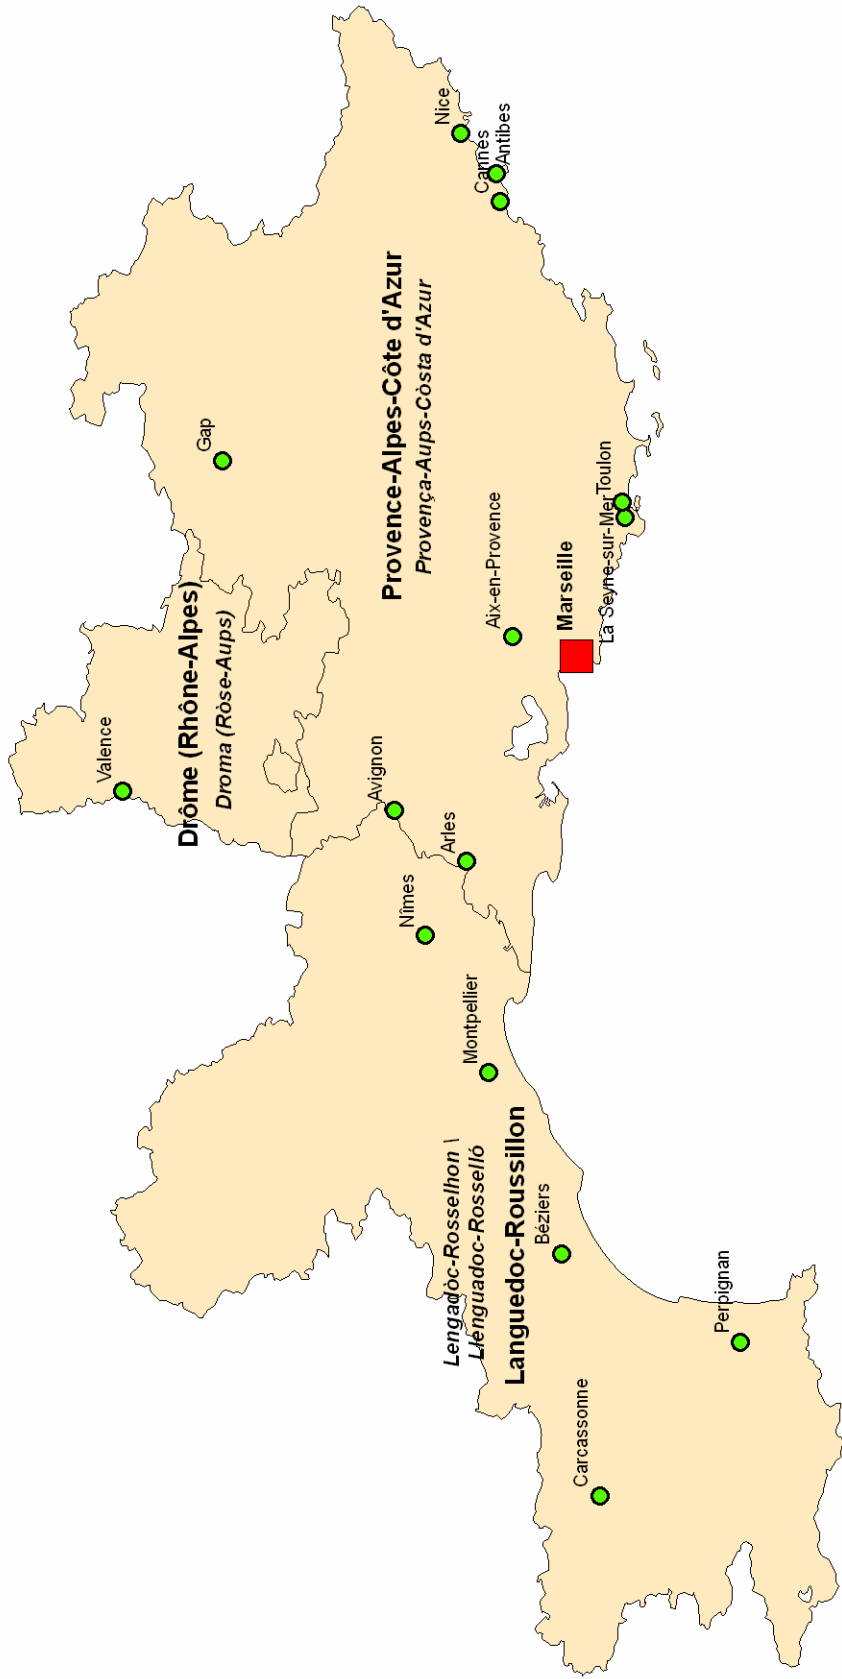 Valence
Drôme (Rhône-Alpes)
Droma (Ròse-Aups)
Gap
Avignon
Provence-Alpes-Côte d'Azur
Provença-Aups-Còsta d'Azur
Nice
Nîmes
Arles
Cannes
Antibes
Aix-en-Provence
Montpellier
Lengadòc-Rosselhon \
Llenguadoc-Rosselló
Languedoc-Roussillon
Marseille
Béziers
La Seyne-sur-Mer
Toulon
Carcassonne
Perpignan